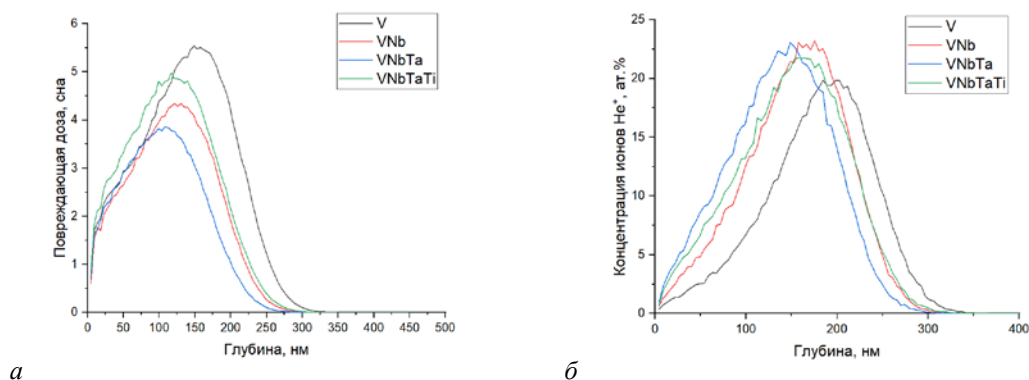 V
VNb
VNbTa
VNbTaTi
Повреждающая доза, сна
6
5
4
3
2
1
0
0 50 100 150 200 250 300 350 400 450 500
Глубина, нм
а
V
VNb
VNbTa
VNbTaTi
Концентрация ионов He⁺, ат.%
25
20
15
10
5
0
0 100 200 300 400
Глубина, нм
б